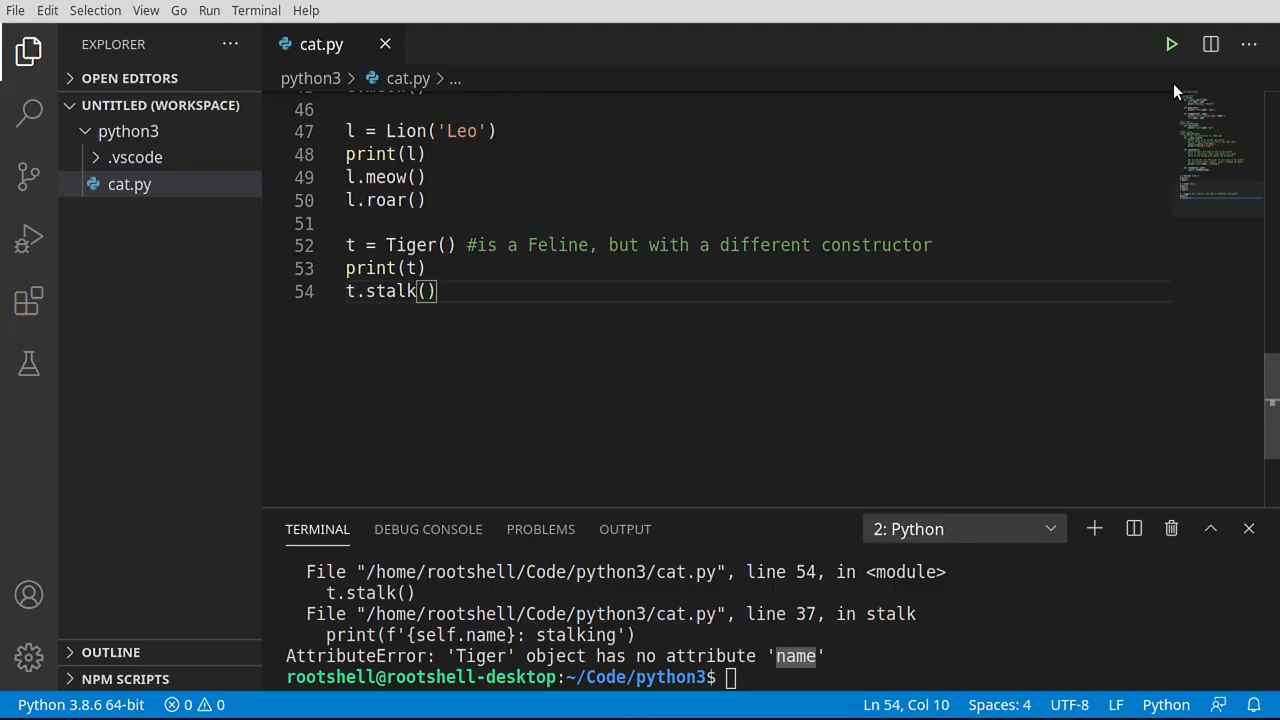 File Edit Selection View Go Run Terminal Help
EXPLORER
cat.py
OPEN EDITORS
python3 > cat.py > ...
UNTITLED (WORKSPACE)
python3
.vscode
cat.py
46
47 l = Lion('Leo')
48 print(l)
49 l.meow()
50 l.roar()
51
52 t = Tiger() #is a Feline, but with a different constructor
53 print(t)
54 t.stalk()
TERMINAL DEBUG CONSOLE PROBLEMS OUTPUT 2: Python
File "/home/rootshell/Code/python3/cat.py", line 54, in <module>
t.stalk()
File "/home/rootshell/Code/python3/cat.py", line 37, in stalk
print(f'{self.name}: stalking')
AttributeError: 'Tiger' object has no attribute 'name'
rootshell@rootshell-desktop:~/Code/python3$
OUTLINE
NPM SCRIPTS
Python 3.8.6 64-bit 0 0 Ln 54, Col 10 Spaces: 4 UTF-8 LF Python